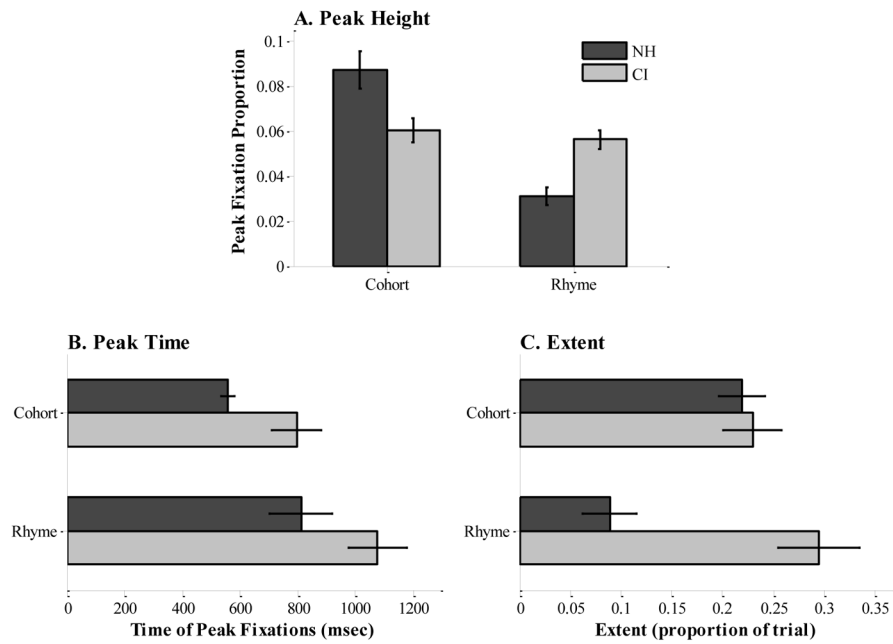 A. Peak Height
Peak Fixation Proportion
0.1
0.08
0.06
0.04
0.02
0
NH
CI
Cohort
Rhyme
B. Peak Time
Cohort
Rhyme
0 200 400 600 800 1000 1200
Time of Peak Fixations (msec)
C. Extent
Cohort
Rhyme
0 0.05 0.1 0.15 0.2 0.25 0.3 0.35
Extent (proportion of trial)